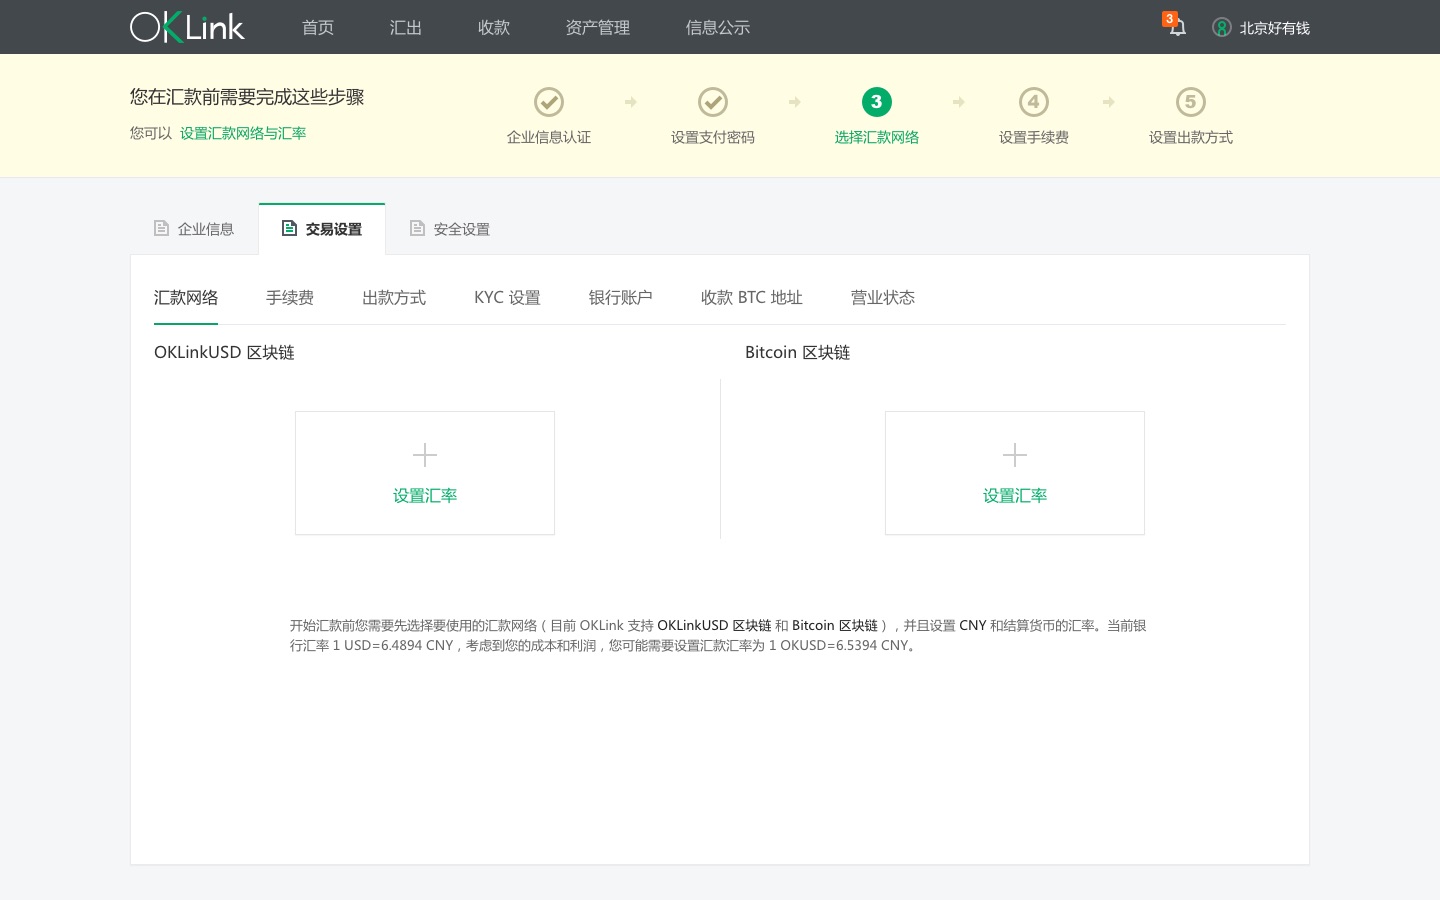 OKLink 首页 汇出 收款 资产管理 信息公示 3 北京好有钱
您在汇款前需要完成这些步骤
您可以 设置汇款网络与汇率
3 4 5
企业信息认证 设置支付密码 选择汇款网络 设置手续费 设置出款方式
企业信息 交易设置 安全设置
汇款网络 手续费 出款方式 KYC 设置 银行账户 收款 BTC 地址 营业状态
OKLinkUSD 区块链 Bitcoin 区块链
设置汇率 设置汇率
开始汇款前您需要先选择要使用的汇款网络（目前 OKLink 支持 OKLinkUSD 区块链 和 Bitcoin 区块链），并且设置 CNY 和结算货币的汇率。当前银
行汇率 1 USD=6.4894 CNY，考虑到您的成本和利润，您可能需要设置汇款汇率为 1 OKUSD=6.5394 CNY。